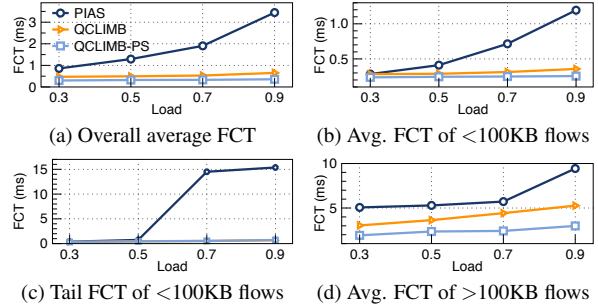 PIAS
QCLIMB
QCLIMB-PS
FCT (ms)
3
2
1
0
0.3 0.5 0.7 0.9
Load
(a) Overall average FCT
FCT (ms)
1.0
0.5
0.3 0.5 0.7 0.9
Load
(b) Avg. FCT of <100KB flows
FCT (ms)
15
10
5
0
0.3 0.5 0.7 0.9
Load
(c) Tail FCT of <100KB flows
FCT (ms)
10
5
0.3 0.5 0.7 0.9
Load
(d) Avg. FCT of >100KB flows